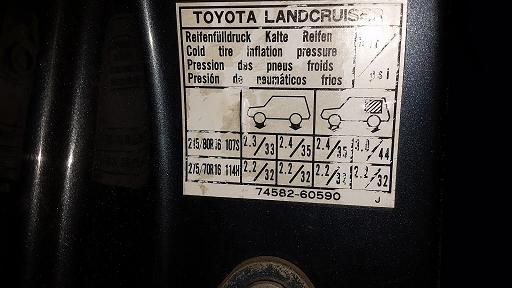 TOYOTA LANDCRUISER
Reifenfülldruck Kalte Reifen
Cold tire inflation pressure
Pression des pneus froids psi
Presión de neumáticos frios
215/80R16 107S 2.3/33 2.4/35 2.4/35 3.0/44
275/70R16 114H 2.2/32 2.2/32 2.2/32 2.2/32
74582-60590 J